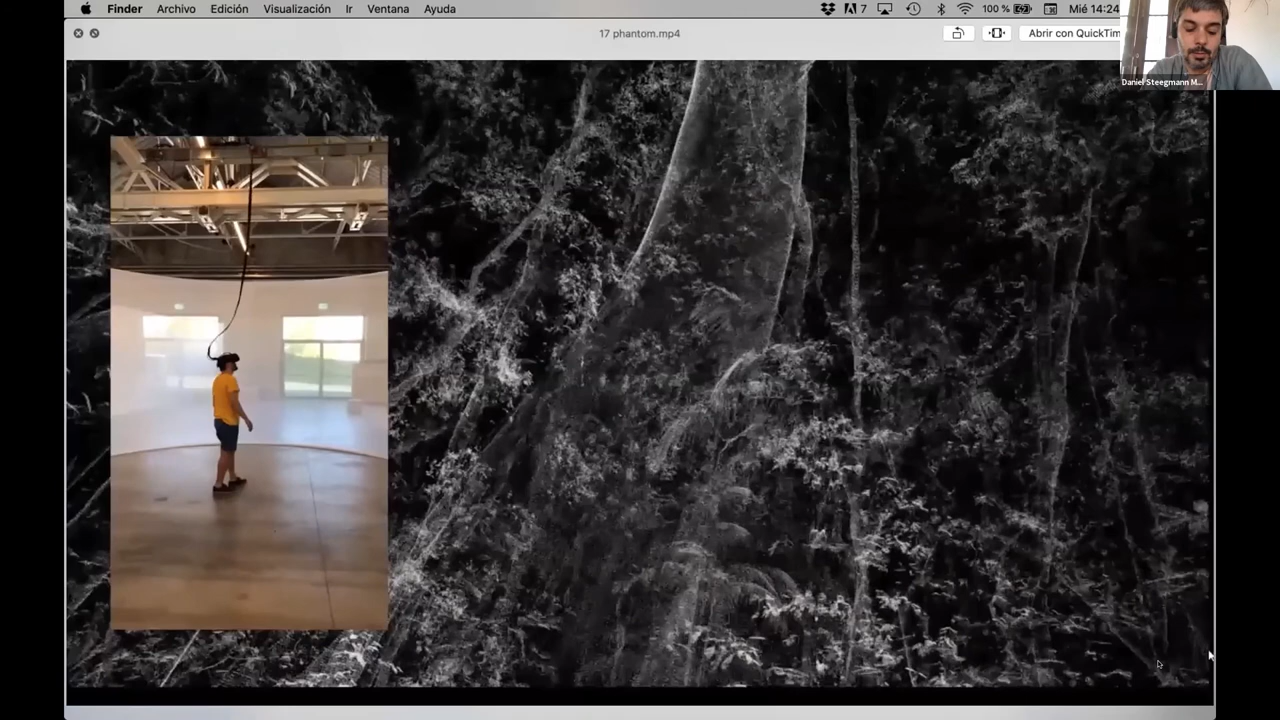 Finder Archivo Edición Visualización Ir Ventana Ayuda 7 100 % Mié 14:24
17 phantom.mp4
Abrir con QuickTim
Daniel Steegmann M...